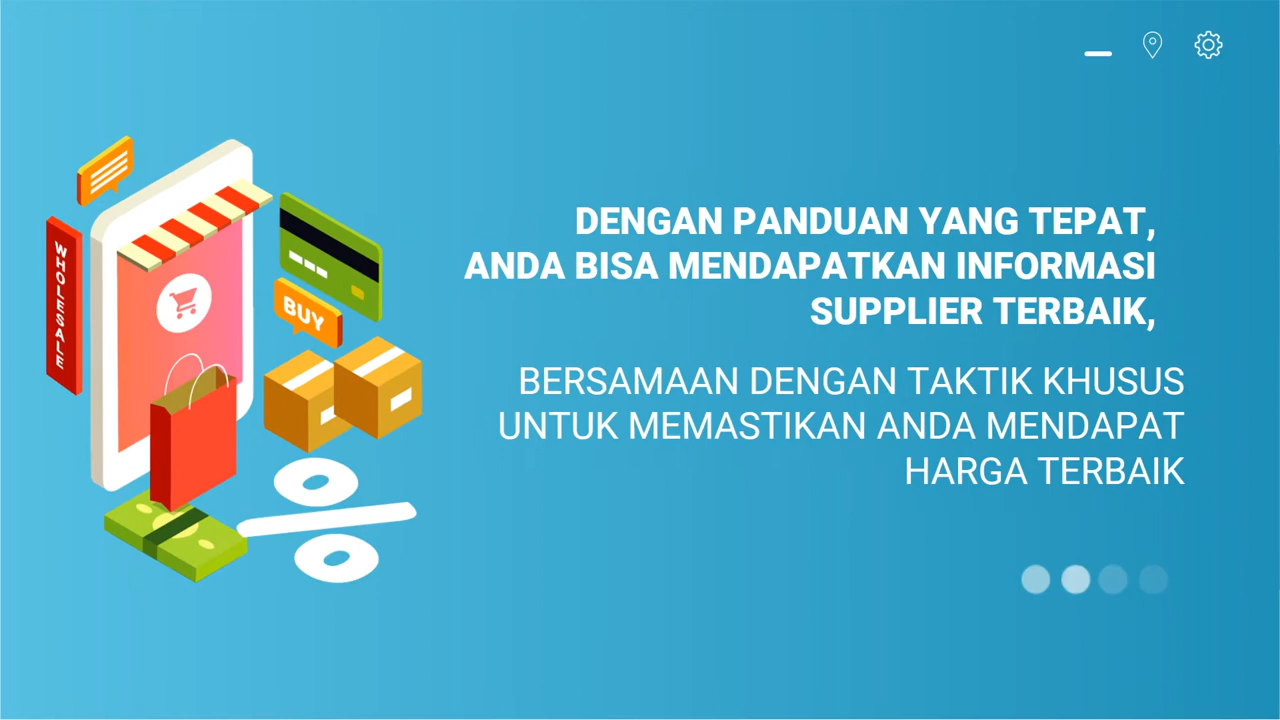 WHOLESALE
BUY
DENGAN PANDUAN YANG TEPAT,
ANDA BISA MENDAPATKAN INFORMASI
SUPPLIER TERBAIK,
BERSAMAAN DENGAN TAKTIK KHUSUS
UNTUK MEMASTIKAN ANDA MENDAPAT
HARGA TERBAIK